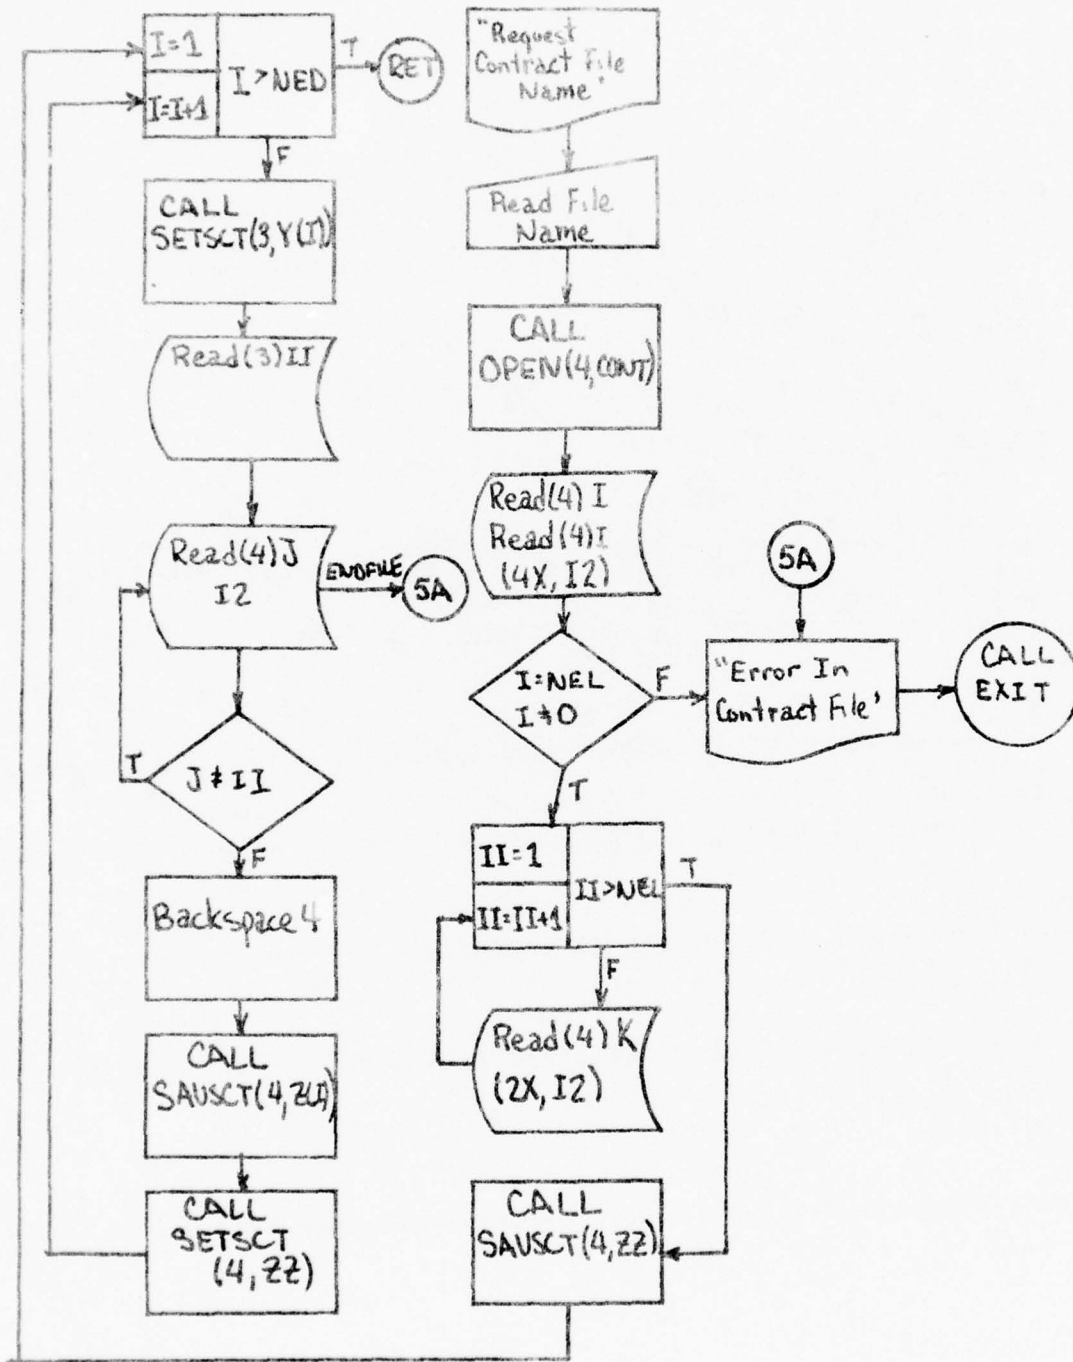 I=1
I=I+1
I>NED
T
RET
F
CALL
SETSCT(3,Y(I))
Read(3)II
Read(4)J
I2
ENDFILE
5A
T
J≠II
F
Backspace 4
CALL
SAVSCT(4,Z(I))
CALL
SETSCT
(4,ZZ)
"Request
Contract File
Name"
Read File
Name
CALL
OPEN(4,CONT)
Read(4) I
Read(4) I
(4X, I2)
I=NEL
I≠0
F
T
5A
"Error In
Contract File"
CALL
EXIT
II=1
II=II+1
II>NEL
T
F
Read(4) K
(2X, I2)
CALL
SAVSCT(4,ZZ)